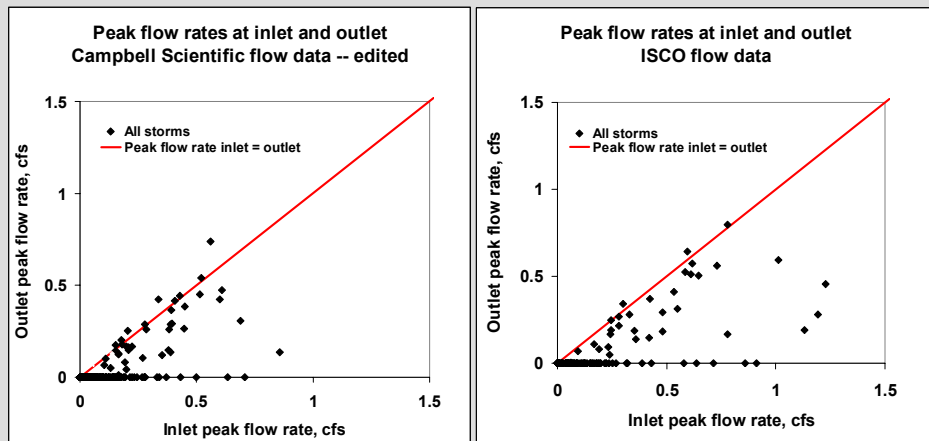 Peak flow rates at inlet and outlet
Campbell Scientific flow data -- edited
1.5
1
0.5
0
Outlet peak flow rate, cfs
All storms
Peak flow rate inlet = outlet
0
0.5
1
1.5
Inlet peak flow rate, cfs
Peak flow rates at inlet and outlet
ISCO flow data
1.5
1
0.5
0
Outlet peak flow rate, cfs
All storms
Peak flow rate inlet = outlet
0
0.5
1
1.5
Inlet peak flow rate, cfs